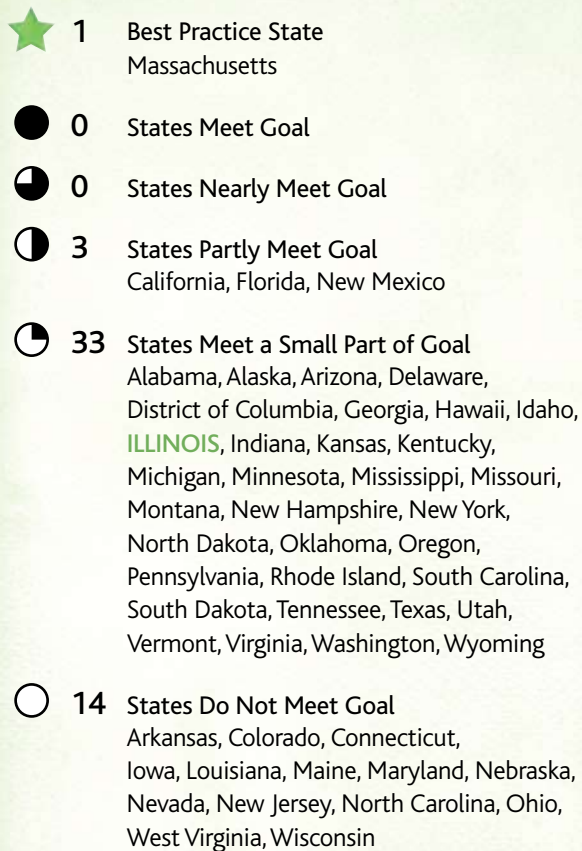 1 Best Practice State
Massachusetts
0 States Meet Goal
0 States Nearly Meet Goal
3 States Partly Meet Goal
California, Florida, New Mexico
33 States Meet a Small Part of Goal
Alabama, Alaska, Arizona, Delaware,
District of Columbia, Georgia, Hawaii, Idaho,
ILLINOIS, Indiana, Kansas, Kentucky,
Michigan, Minnesota, Mississippi, Missouri,
Montana, New Hampshire, New York,
North Dakota, Oklahoma, Oregon,
Pennsylvania, Rhode Island, South Carolina,
South Dakota, Tennessee, Texas, Utah,
Vermont, Virginia, Washington, Wyoming
14 States Do Not Meet Goal
Arkansas, Colorado, Connecticut,
Iowa, Louisiana, Maine, Maryland, Nebraska,
Nevada, New Jersey, North Carolina, Ohio,
West Virginia, Wisconsin